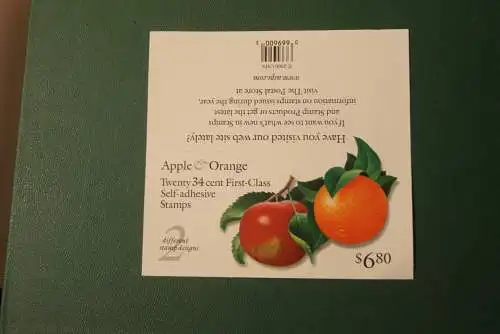 Have you visited our web site lately?
If you want to see what's new in Stamps
and Stamp Products or get the latest
information on stamps issued during the year,
visit The Postal Store at
www.usps.com
© 2000 USPS
Apple & Orange
Twenty 34 cent First-Class
Self-adhesive
Stamps
2 different
stamp designs
$6.80